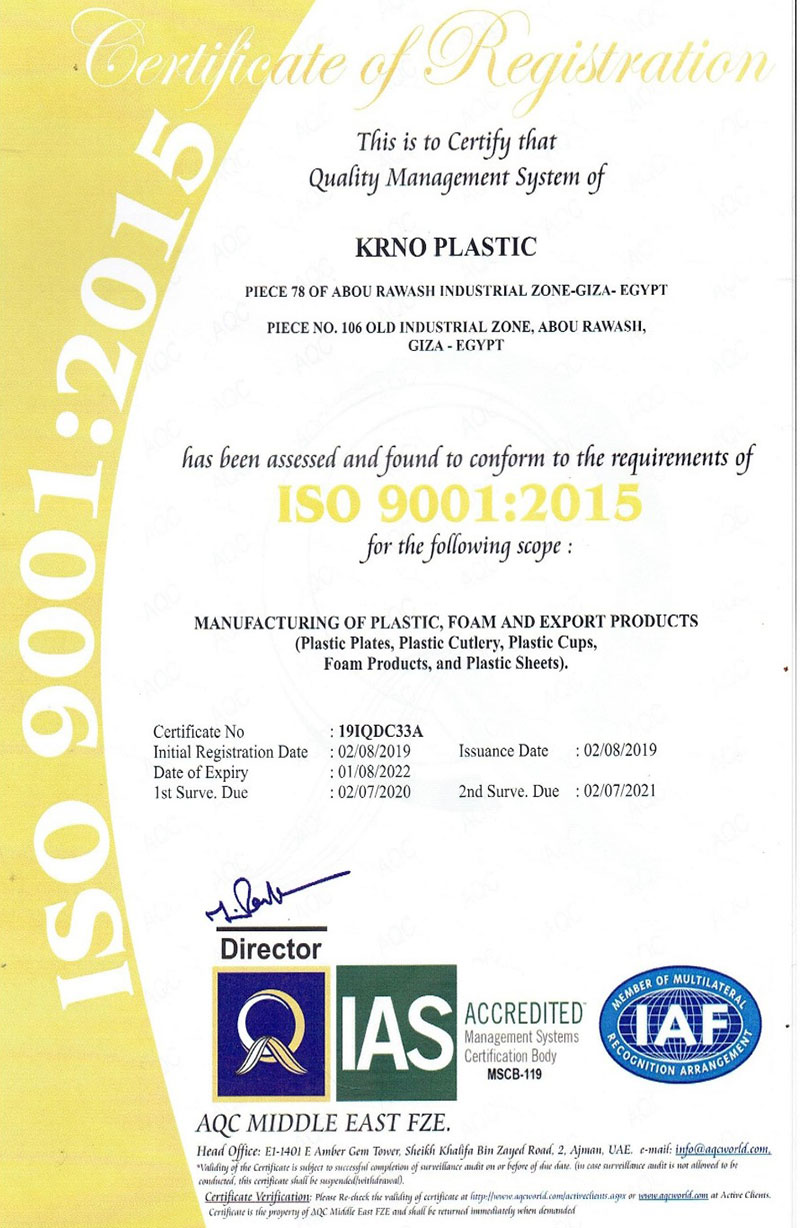 Certificate of Registration
This is to Certify that
Quality Management System of
KRNO PLASTIC
PIECE 78 OF ABOU RAWASH INDUSTRIAL ZONE-GIZA- EGYPT
PIECE NO. 106 OLD INDUSTRIAL ZONE, ABOU RAWASH,
GIZA - EGYPT
has been assessed and found to conform to the requirements of
ISO 9001:2015
for the following scope :
MANUFACTURING OF PLASTIC, FOAM AND EXPORT PRODUCTS
(Plastic Plates, Plastic Cutlery, Plastic Cups,
Foam Products, and Plastic Sheets).
Certificate No : 19IQDC33A
Initial Registration Date : 02/08/2019 Issuance Date : 02/08/2019
Date of Expiry : 01/08/2022
1st Surve. Due : 02/07/2020 2nd Surve. Due : 02/07/2021
ISO 9001:2015
Director
IAS
ACCREDITED
Management Systems
Certification Body
MSCB-119
MEMBER OF MULTILATERAL
IAF
RECOGNITION ARRANGEMENT
AQC MIDDLE EAST FZE.
Head Office: E1-1401 E Amber Gem Tower, Sheikh Khalifa Bin Zayed Road, 2, Ajman, UAE. e-mail: info@aqcworld.com,
*Validity of the Certificate is subject to successful completion of surveillance audit on or before of due date. (in case surveillance audit is not allowed to be
conducted, this certificate shall be suspended/withdrawal).
Certificate Verification: Please Re-check the validity of certificate at http://www.aqcworld.com/activeclients.aspx or www.aqcworld.com at Active Clients.
Certificate is the property of AQC Middle East FZE and shall be returned immediately when demanded